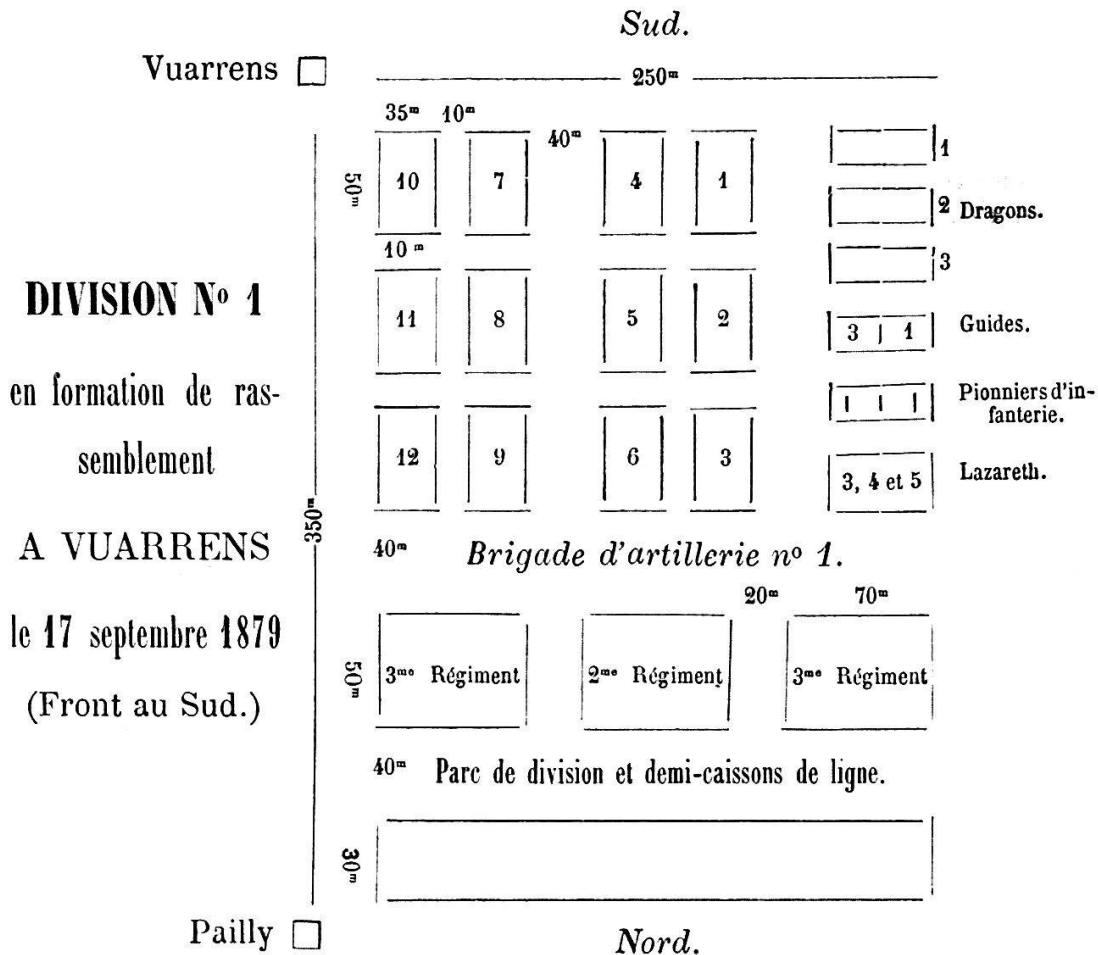 Sud.
Vuarrens
250m
35m 10m
40m
50m
10 7 4 1
1
2 Dragons.
3
10 m
DIVISION No 1
11 8 5 2
3 1 Guides.
en formation de ras-
semblement
Pionniers d'in-
fanterie.
12 9 6 3
3, 4 et 5 Lazareth.
350m
A VUARRENS
40m Brigade d'artillerie no 1.
20m 70m
le 17 septembre 1879
50m
3me Régiment 2me Régiment 3me Régiment
(Front au Sud.)
40m Parc de division et demi-caissons de ligne.
30m
Pailly
Nord.